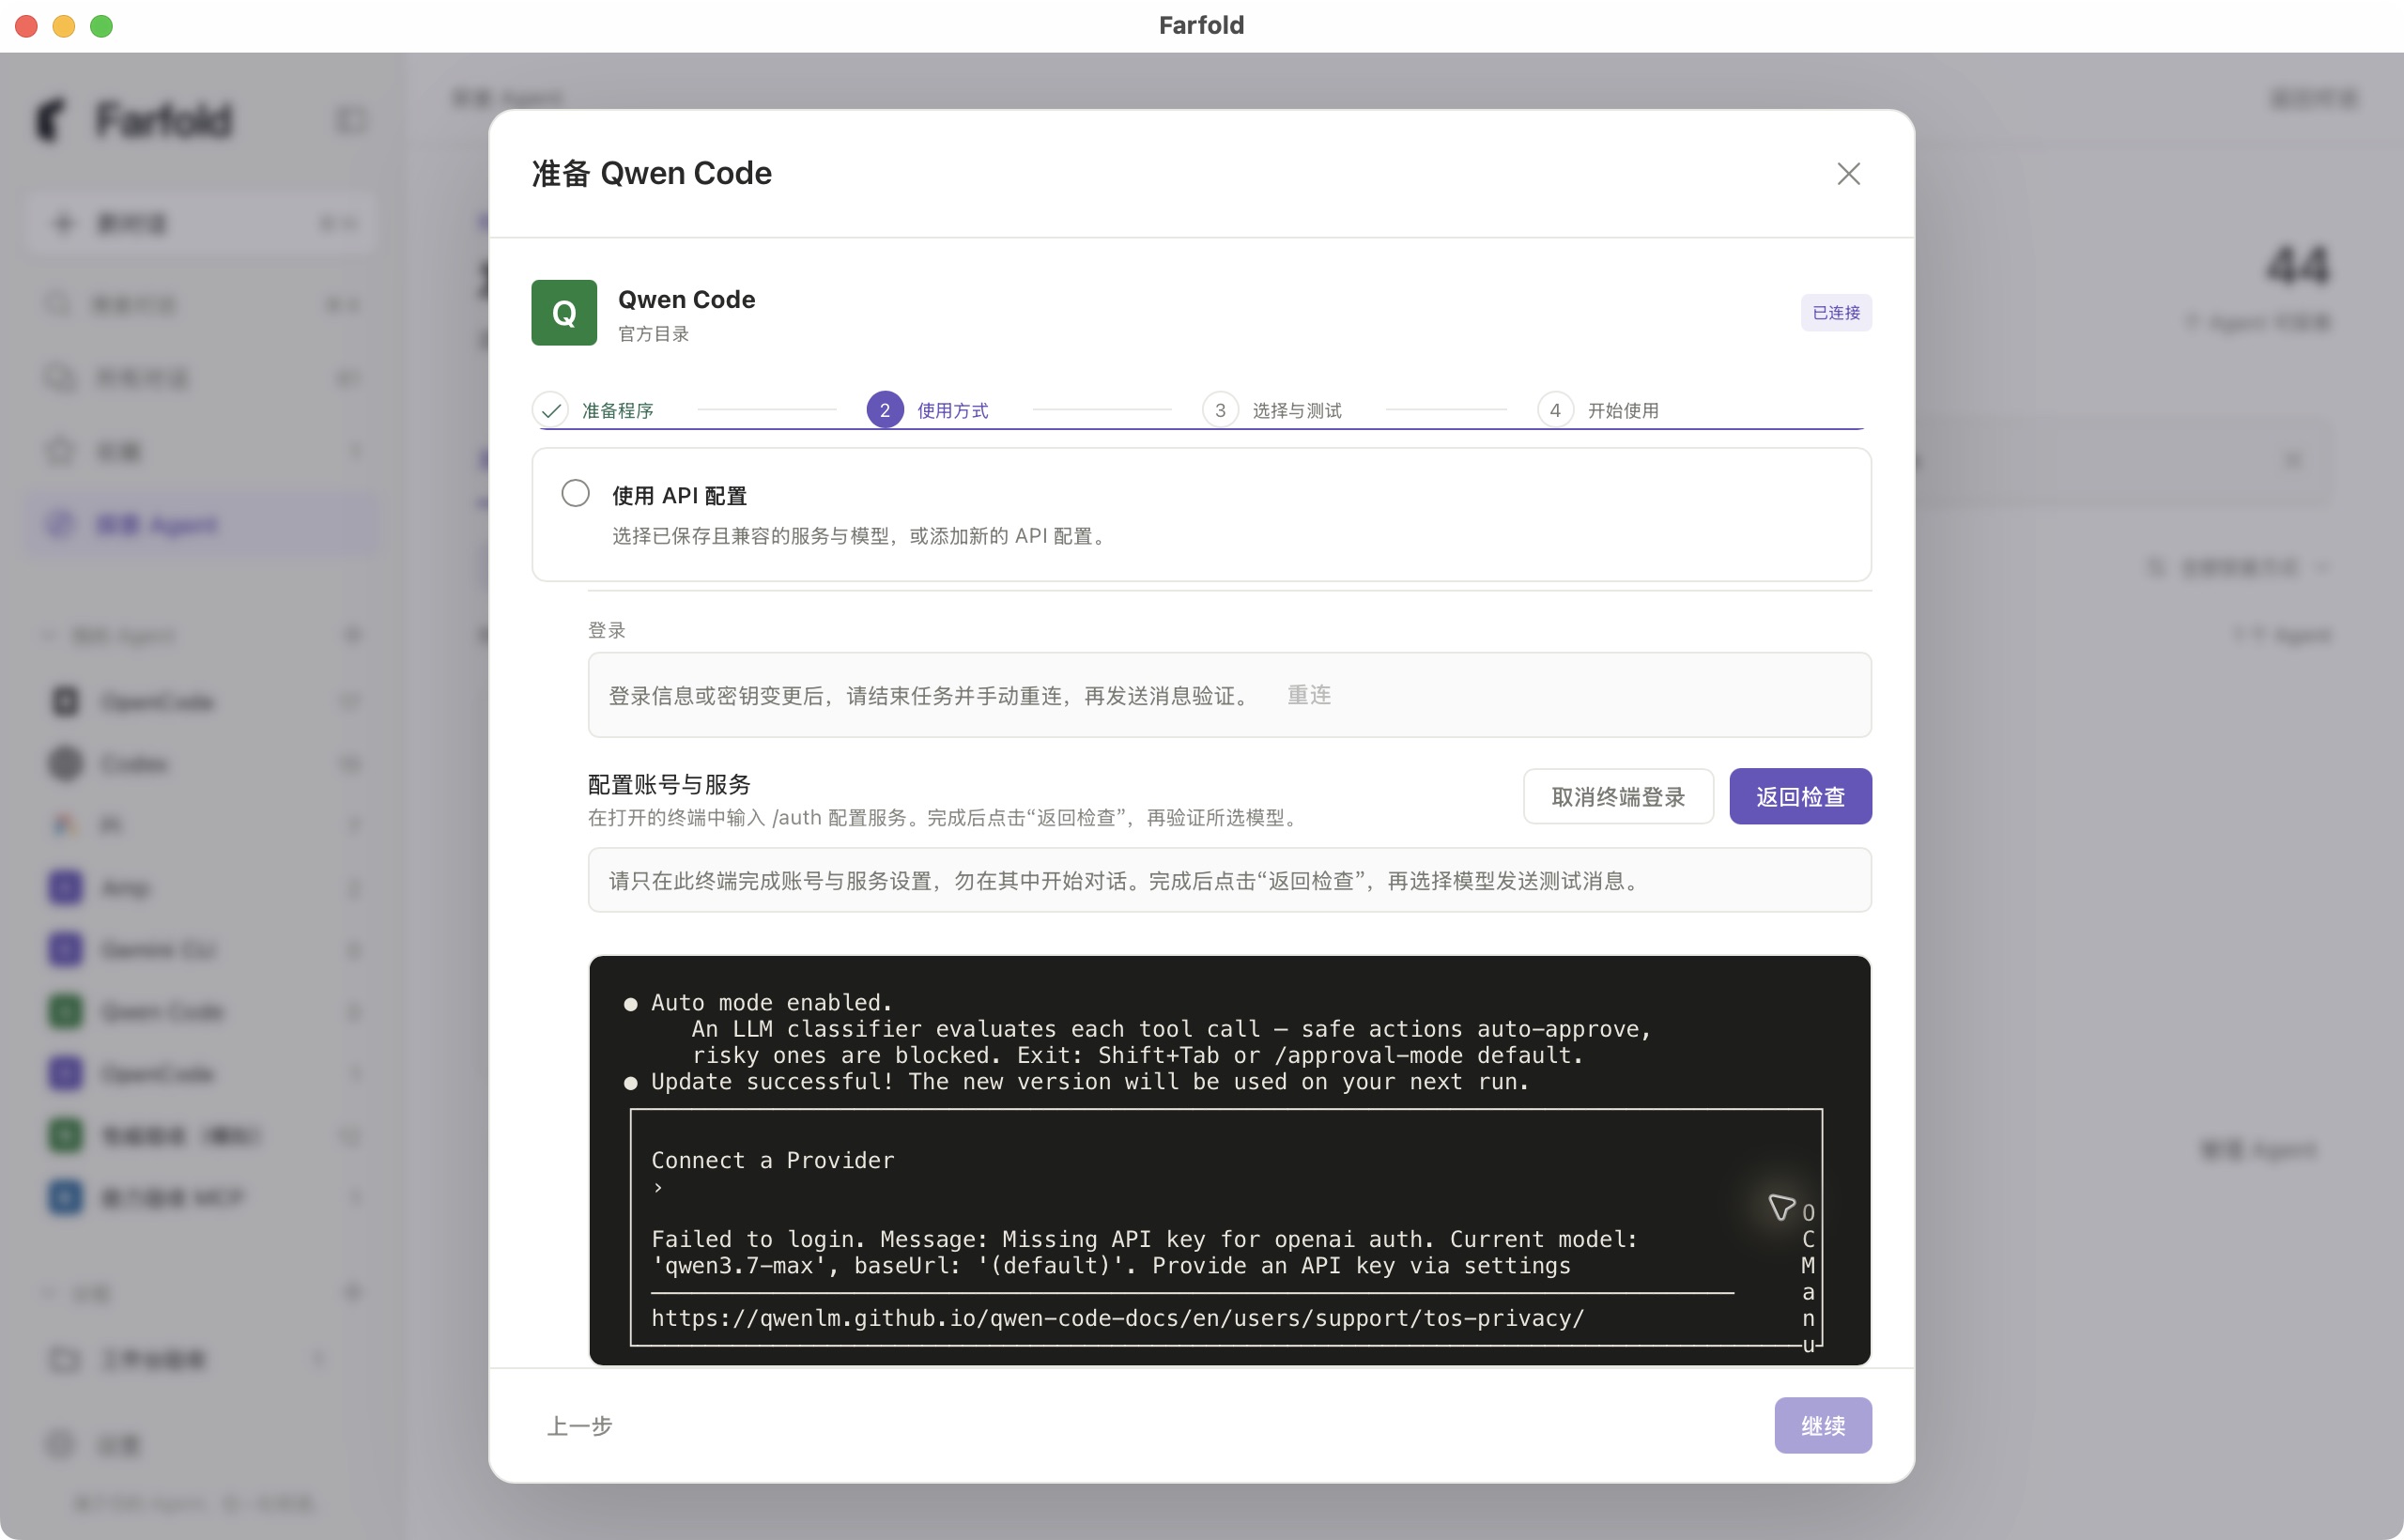 Farfold
Farfold
44
Agent
OpenCode
Codex
Amp
Gemini CLI
Qwen Code
OpenCode
准备 Qwen Code
Q
Qwen Code
官方目录
已连接
准备程序
2 使用方式
3 选择与测试
4 开始使用
使用 API 配置
选择已保存且兼容的服务与模型，或添加新的 API 配置。
登录
登录信息或密钥变更后，请结束任务并手动重连，再发送消息验证。 重连
配置账号与服务
在打开的终端中输入 /auth 配置服务。完成后点击“返回检查”，再验证所选模型。
取消终端登录
返回检查
请只在此终端完成账号与服务设置，勿在其中开始对话。完成后点击“返回检查”，再选择模型发送测试消息。
● Auto mode enabled.
An LLM classifier evaluates each tool call — safe actions auto-approve,
risky ones are blocked. Exit: Shift+Tab or /approval-mode default.
● Update successful! The new version will be used on your next run.
Connect a Provider
›
Failed to login. Message: Missing API key for openai auth. Current model:
'qwen3.7-max', baseUrl: '(default)'. Provide an API key via settings
https://qwenlm.github.io/qwen-code-docs/en/users/support/tos-privacy/
O
C
M
a
n
u
上一步
继续